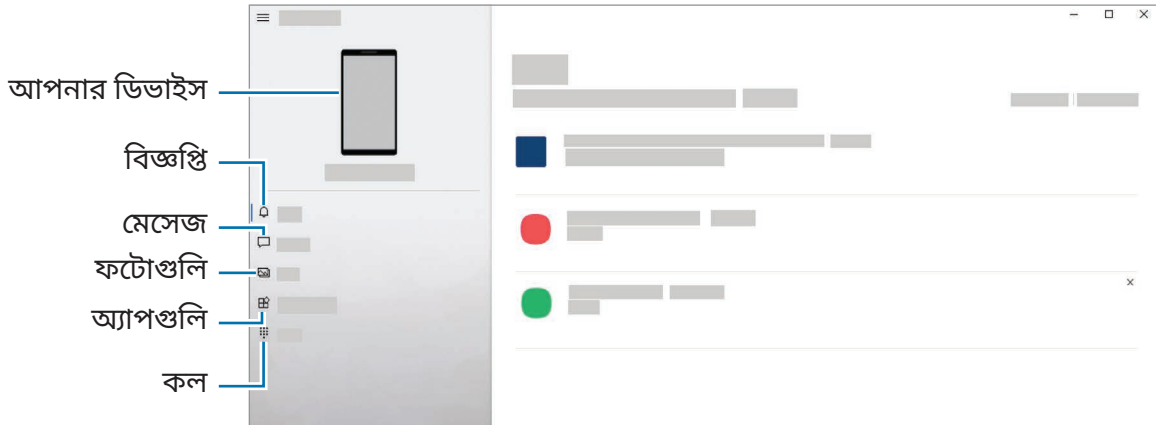 আপনার ডিভাইস
বিজ্ঞপ্তি
মেসেজ
ফটোগুলি
অ্যাপগুলি
কল